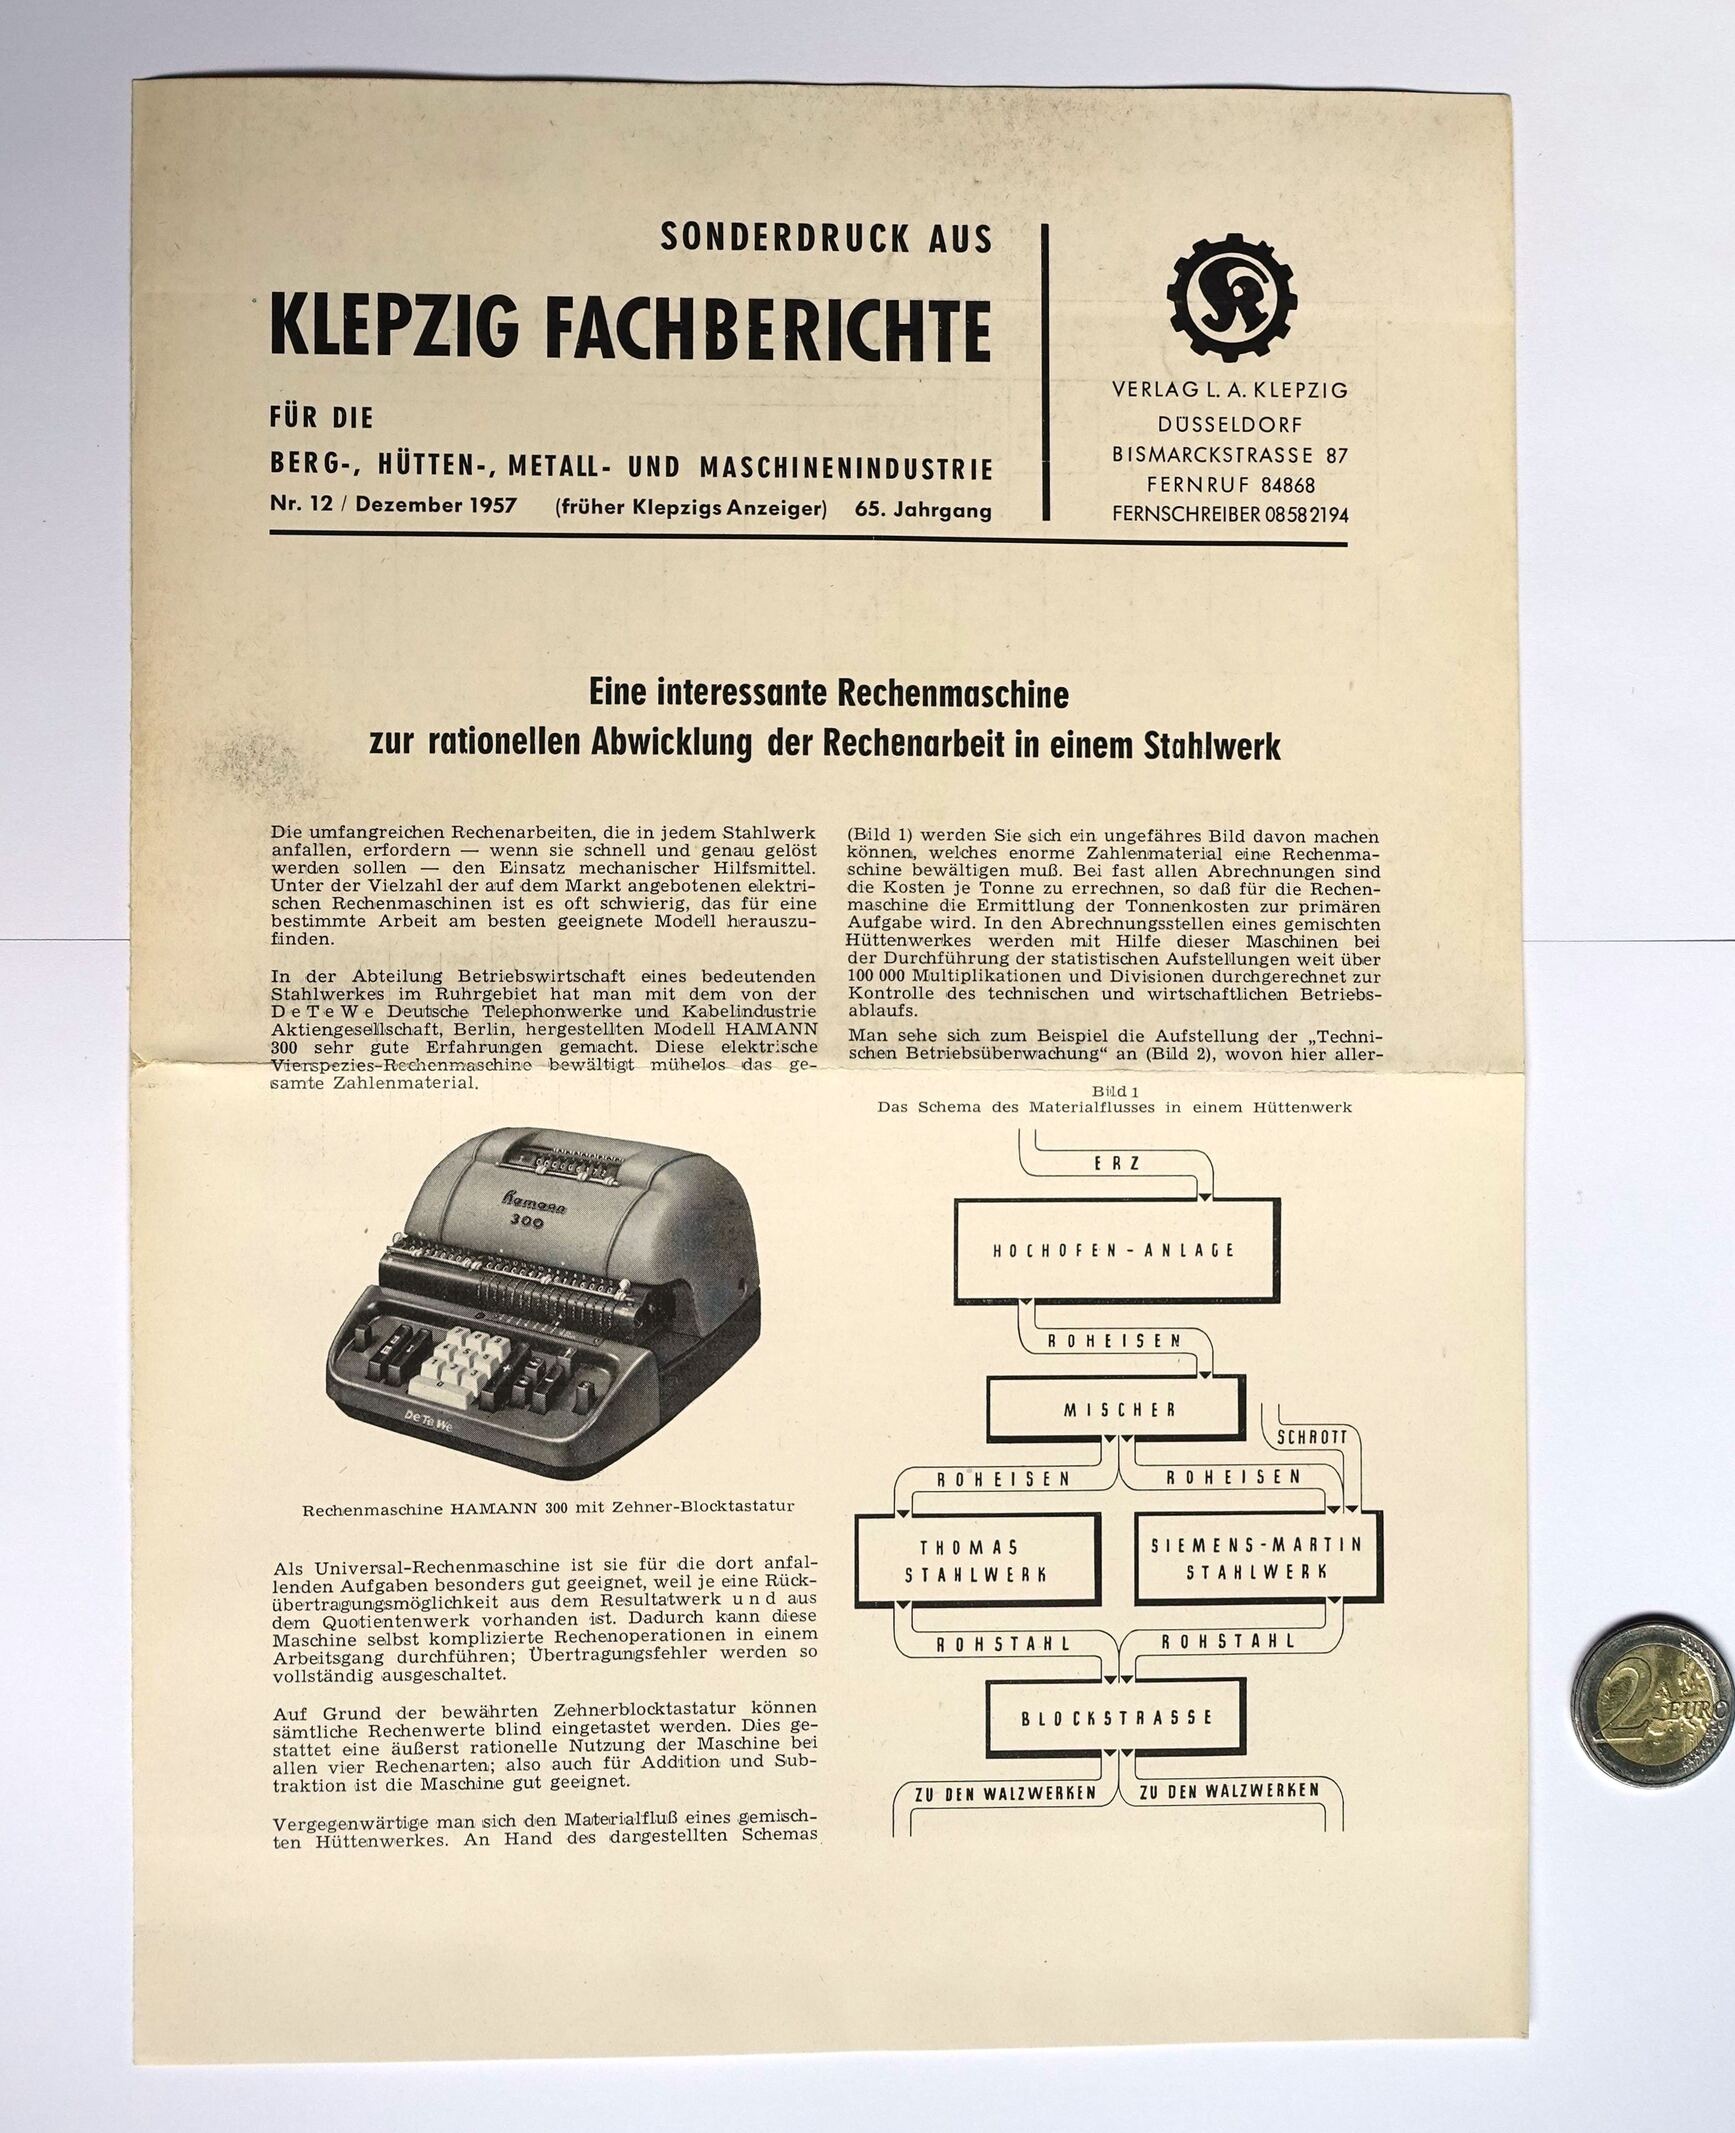 SONDERDRUCK AUS
KLEPZIG FACHBERICHTE
FÜR DIE
BERG-, HÜTTEN-, METALL- UND MASCHINENINDUSTRIE
Nr. 12 / Dezember 1957 (früher Klepzigs Anzeiger) 65. Jahrgang
VERLAG L. A. KLEPZIG
DÜSSELDORF
BISMARCKSTRASSE 87
FERNRUF 84868
FERNSCHREIBER 08582194
Eine interessante Rechenmaschine
zur rationellen Abwicklung der Rechenarbeit in einem Stahlwerk
Die umfangreichen Rechenarbeiten, die in jedem Stahlwerk
anfallen, erfordern — wenn sie schnell und genau gelöst
werden sollen — den Einsatz mechanischer Hilfsmittel.
Unter der Vielzahl der auf dem Markt angebotenen elektri-
schen Rechenmaschinen ist es oft schwierig, das für eine
bestimmte Arbeit am besten geeignete Modell herauszu-
finden.
In der Abteilung Betriebswirtschaft eines bedeutenden
Stahlwerkes im Ruhrgebiet hat man mit dem von der
DeTeWe Deutsche Telephonwerke und Kabelindustrie
Aktiengesellschaft, Berlin, hergestellten Modell HAMANN
300 sehr gute Erfahrungen gemacht. Diese elektrische
Vierspezies-Rechenmaschine bewältigt mühelos das ge-
samte Zahlenmaterial.
Hamann
300
DeTeWe
Rechenmaschine HAMANN 300 mit Zehner-Blocktastatur
Als Universal-Rechenmaschine ist sie für die dort anfal-
lenden Aufgaben besonders gut geeignet, weil je eine Rück-
übertragungsmöglichkeit aus dem Resultatwerk und aus
dem Quotientenwerk vorhanden ist. Dadurch kann diese
Maschine selbst komplizierte Rechenoperationen in einem
Arbeitsgang durchführen; Übertragungsfehler werden so
vollständig ausgeschaltet.
Auf Grund der bewährten Zehnerblocktastatur können
sämtliche Rechenwerte blind eingetastet werden. Dies ge-
stattet eine äußerst rationelle Nutzung der Maschine bei
allen vier Rechenarten; also auch für Addition und Sub-
traktion ist die Maschine gut geeignet.
Vergegenwärtige man sich den Materialfluß eines gemisch-
ten Hüttenwerkes. An Hand des dargestellten Schemas
(Bild 1) werden Sie sich ein ungefähres Bild davon machen
können, welches enorme Zahlenmaterial eine Rechenma-
schine bewältigen muß. Bei fast allen Abrechnungen sind
die Kosten je Tonne zu errechnen, so daß für die Rechen-
maschine die Ermittlung der Tonnenkosten zur primären
Aufgabe wird. In den Abrechnungsstellen eines gemischten
Hüttenwerkes werden mit Hilfe dieser Maschinen bei
der Durchführung der statistischen Aufstellungen weit über
100 000 Multiplikationen und Divisionen durchgerechnet zur
Kontrolle des technischen und wirtschaftlichen Betriebs-
ablaufs.
Man sehe sich zum Beispiel die Aufstellung der „Techni-
schen Betriebsüberwachung“ an (Bild 2), wovon hier aller-
Bild 1
Das Schema des Materialflusses in einem Hüttenwerk
ERZ
HOCHOFEN-ANLAGE
ROHEISEN
MISCHER
SCHROTT
ROHEISEN ROHEISEN
THOMAS
STAHLWERK
SIEMENS-MARTIN
STAHLWERK
ROHSTAHL ROHSTAHL
BLOCKSTRASSE
ZU DEN WALZWERKEN ZU DEN WALZWERKEN
2 EURO